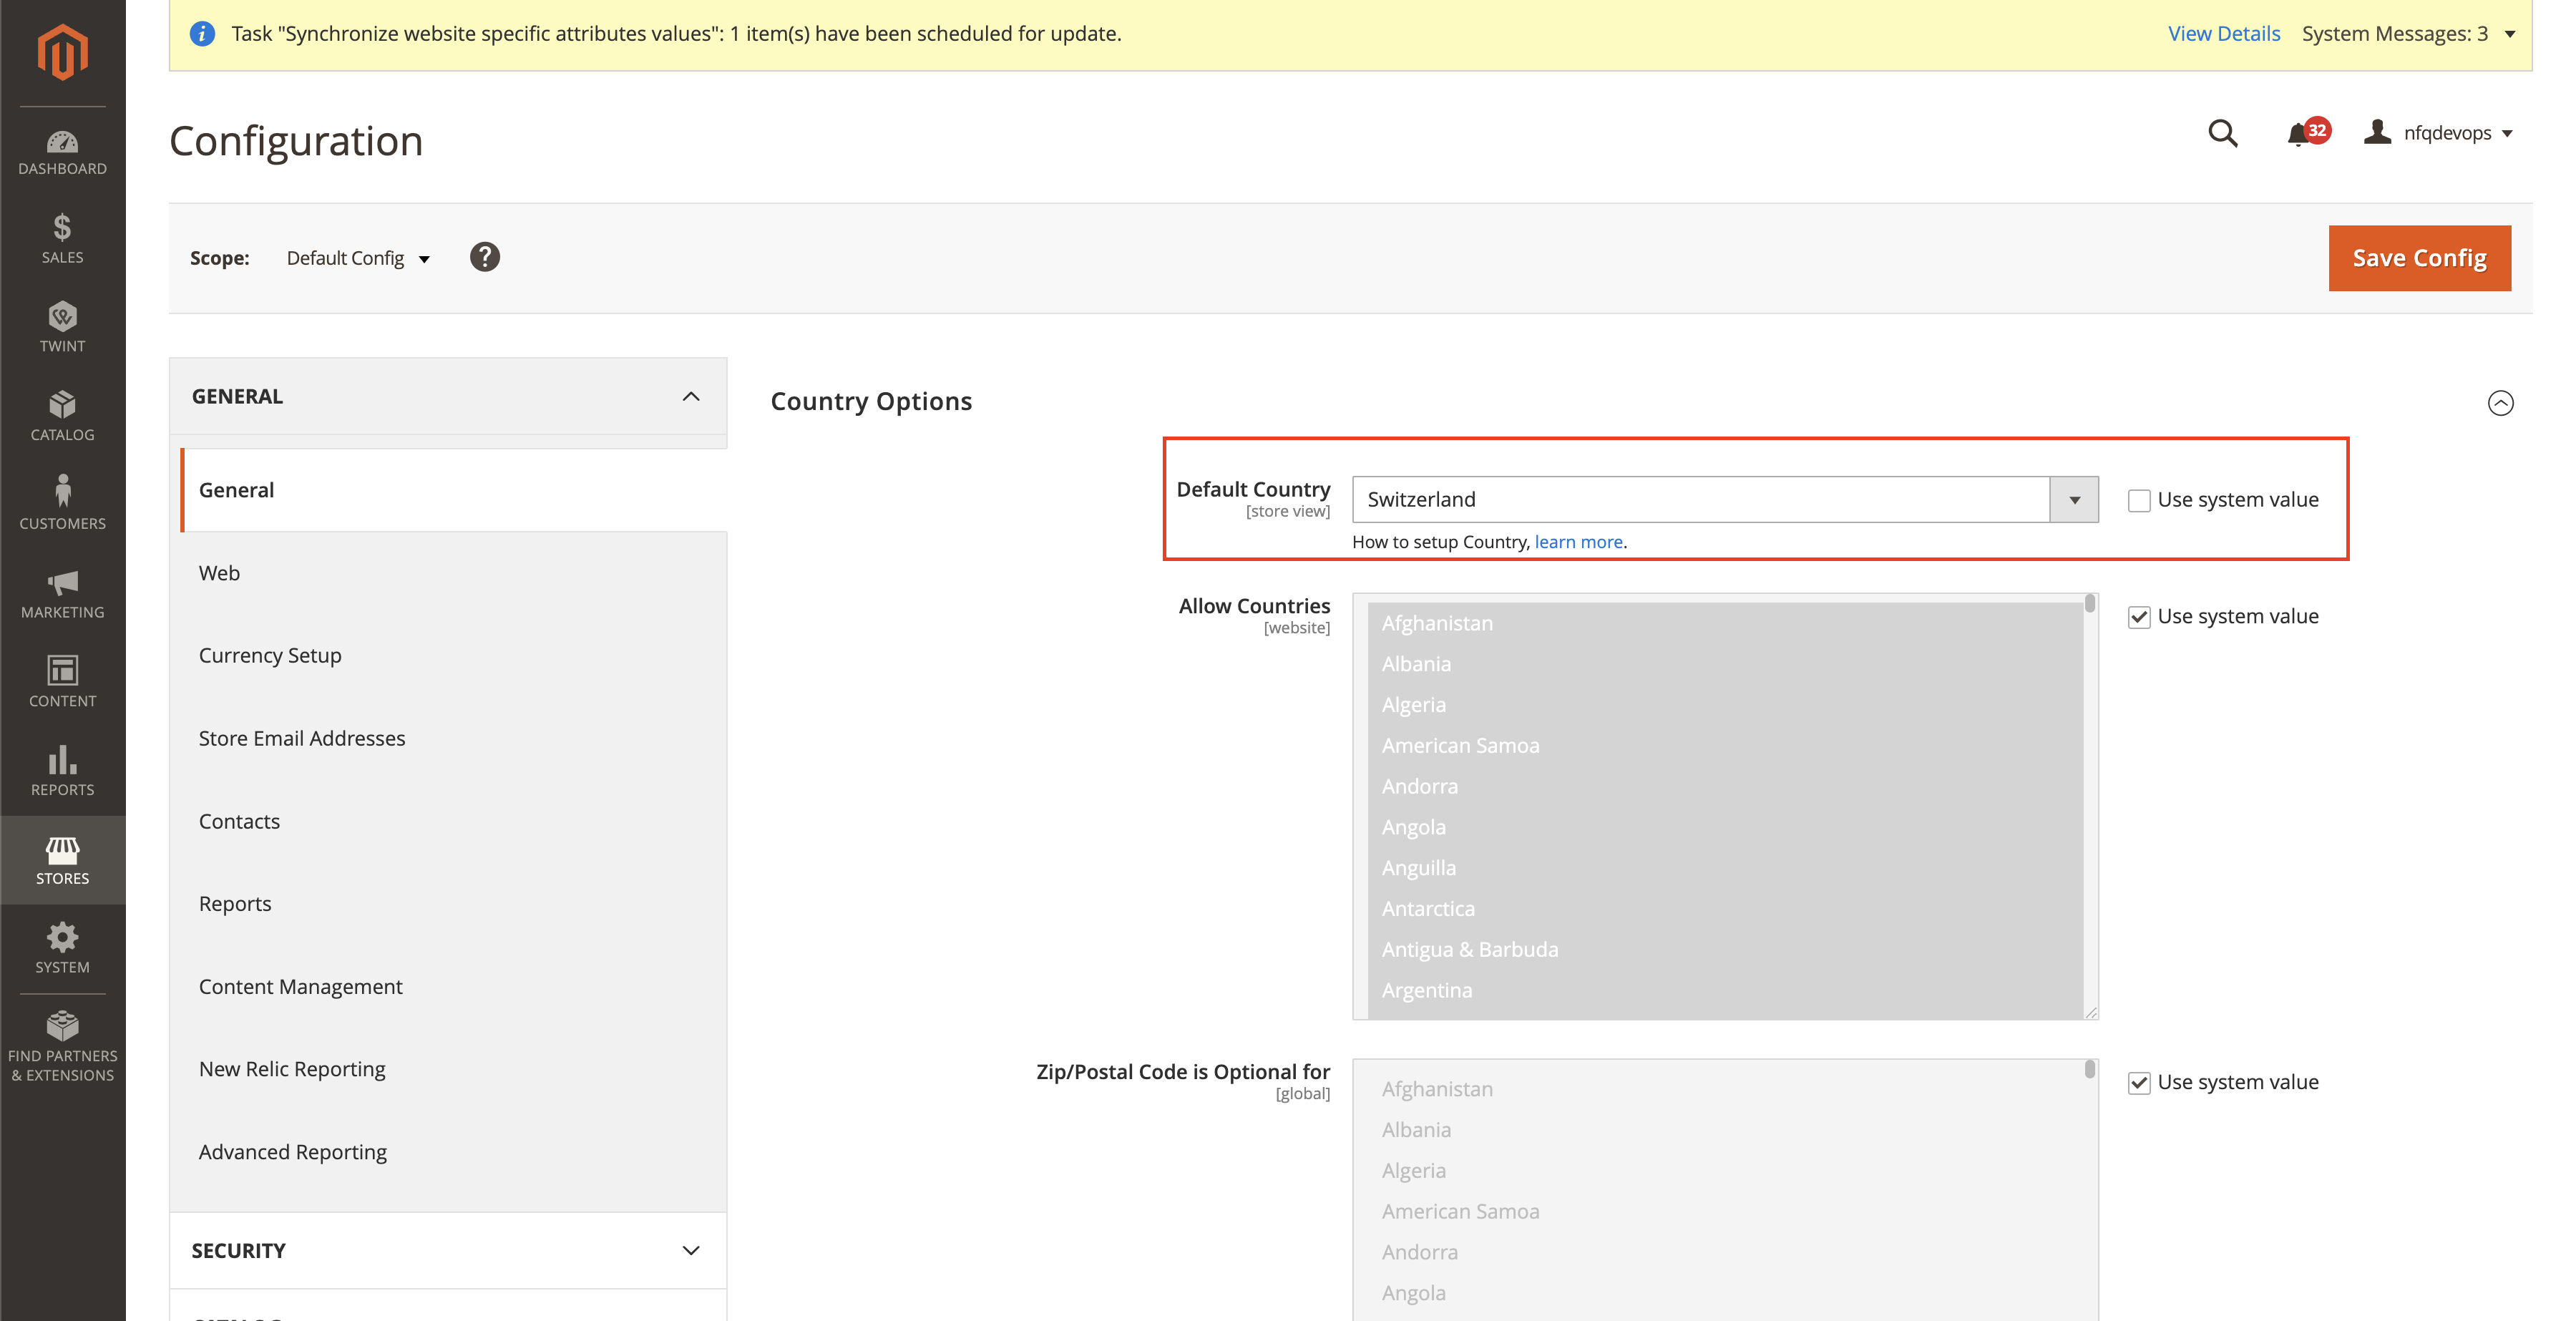 Task "Synchronize website specific attributes values": 1 item(s) have been scheduled for update.
View Details
System Messages: 3
Configuration
32
nfqdevops
Scope:
Default Config
?
Save Config
DASHBOARD
SALES
TWINT
CATALOG
CUSTOMERS
MARKETING
CONTENT
REPORTS
STORES
SYSTEM
FIND PARTNERS
& EXTENSIONS
GENERAL
General
Web
Currency Setup
Store Email Addresses
Contacts
Reports
Content Management
New Relic Reporting
Advanced Reporting
SECURITY
Country Options
Default Country
[store view]
Switzerland
Use system value
How to setup Country, learn more.
Allow Countries
[website]
Afghanistan
Albania
Algeria
American Samoa
Andorra
Angola
Anguilla
Antarctica
Antigua & Barbuda
Argentina
Use system value
Zip/Postal Code is Optional for
[global]
Afghanistan
Albania
Algeria
American Samoa
Andorra
Angola
Use system value